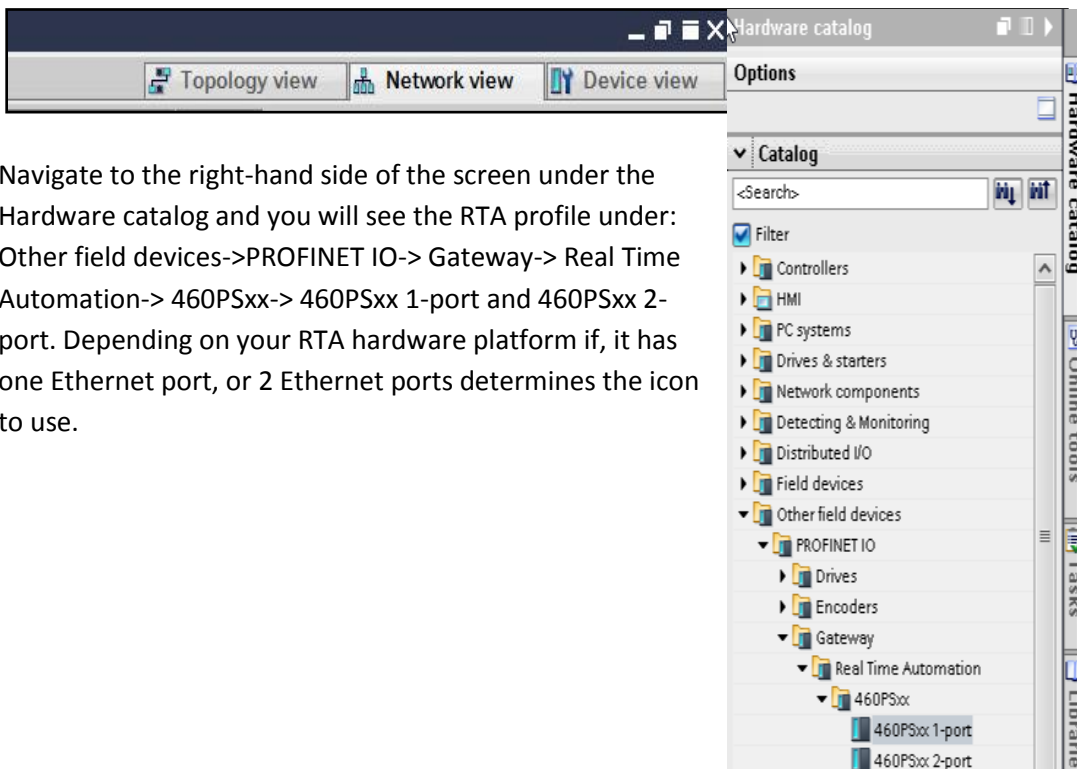 Topology view Network view Device view
Navigate to the right-hand side of the screen under the
Hardware catalog and you will see the RTA profile under:
Other field devices->PROFINET IO-> Gateway-> Real Time
Automation-> 460PSxx-> 460PSxx 1-port and 460PSxx 2-
port. Depending on your RTA hardware platform if, it has
one Ethernet port, or 2 Ethernet ports determines the icon
to use.
Hardware catalog
Options
Catalog
<Search>
Filter
Controllers
HMI
PC systems
Drives & starters
Network components
Detecting & Monitoring
Distributed I/O
Field devices
Other field devices
PROFINET IO
Drives
Encoders
Gateway
Real Time Automation
460PSxx
460PSxx 1-port
460PSxx 2-port
Hardware catalog
Online tools
Tasks
Librarie